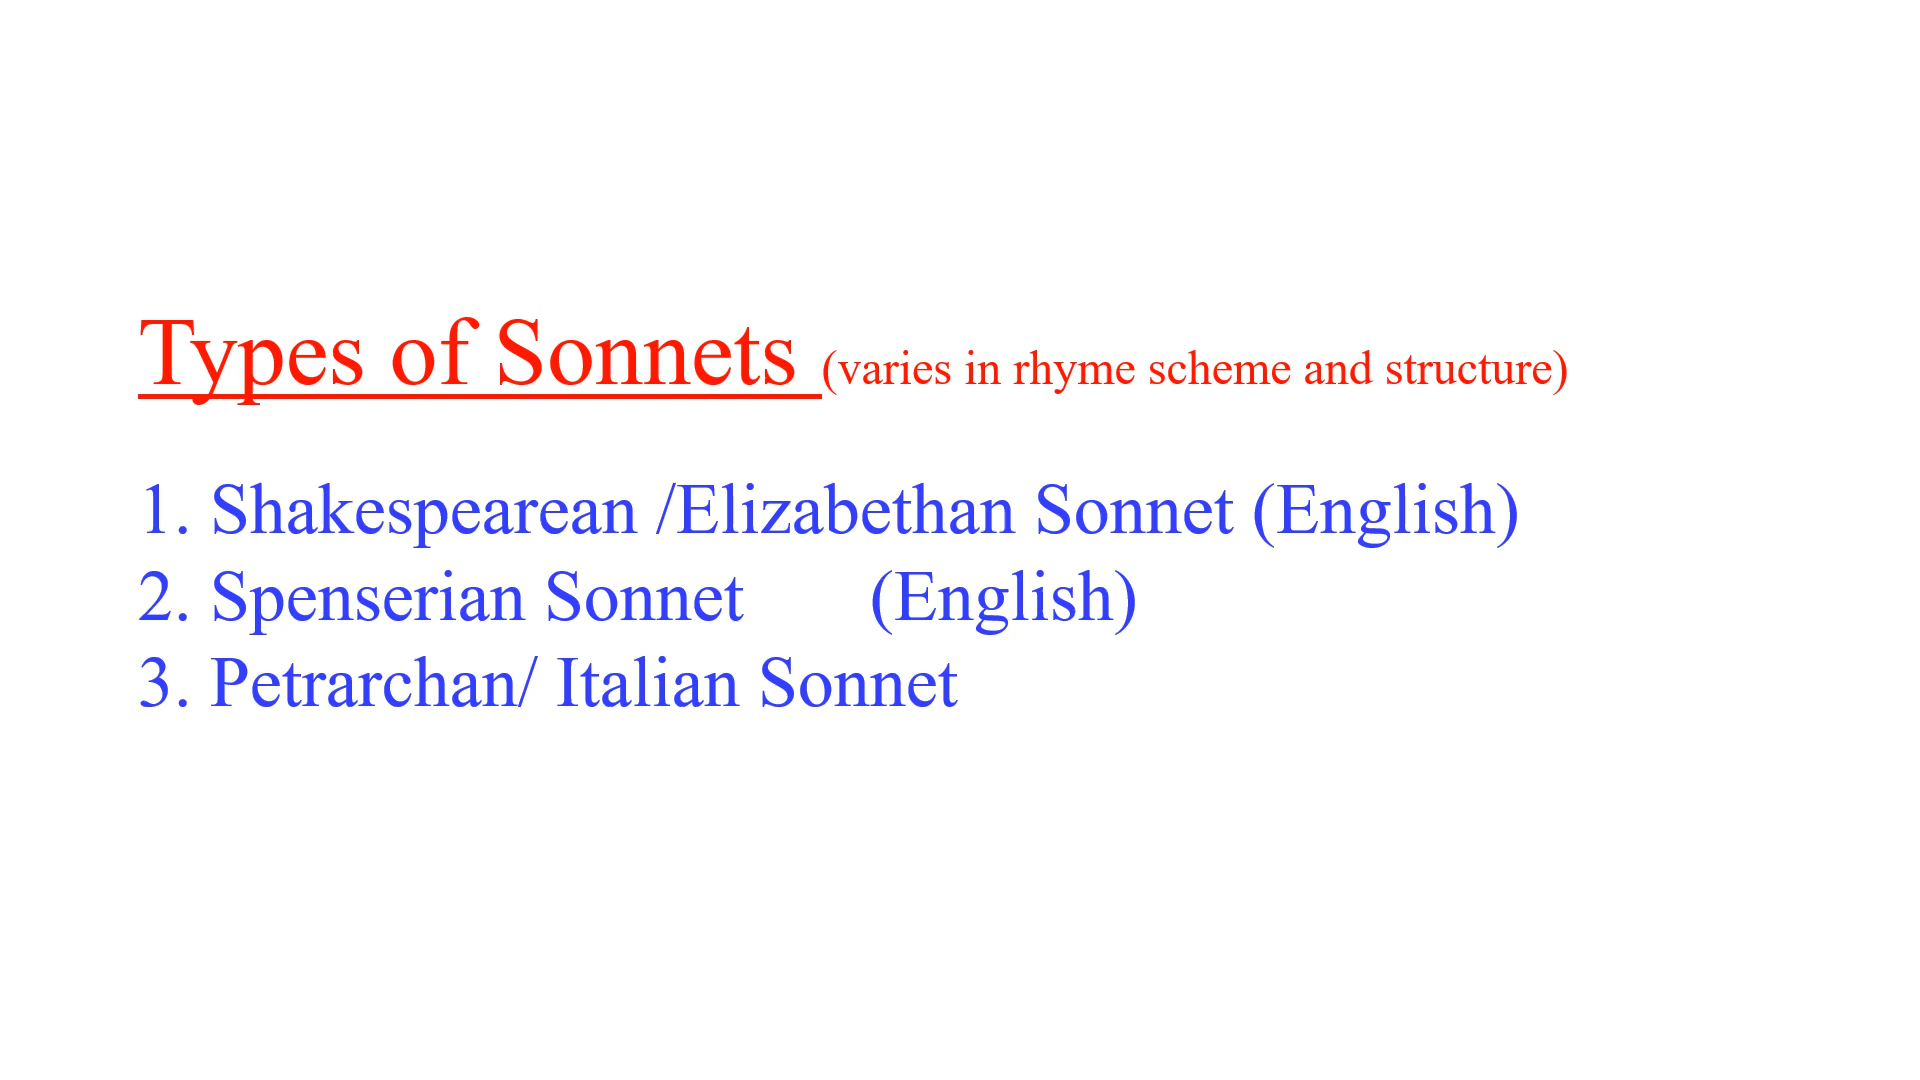 Types of Sonnets (varies in rhyme scheme and structure)
1. Shakespearean /Elizabethan Sonnet (English)
2. Spenserian Sonnet (English)
3. Petrarchan/ Italian Sonnet